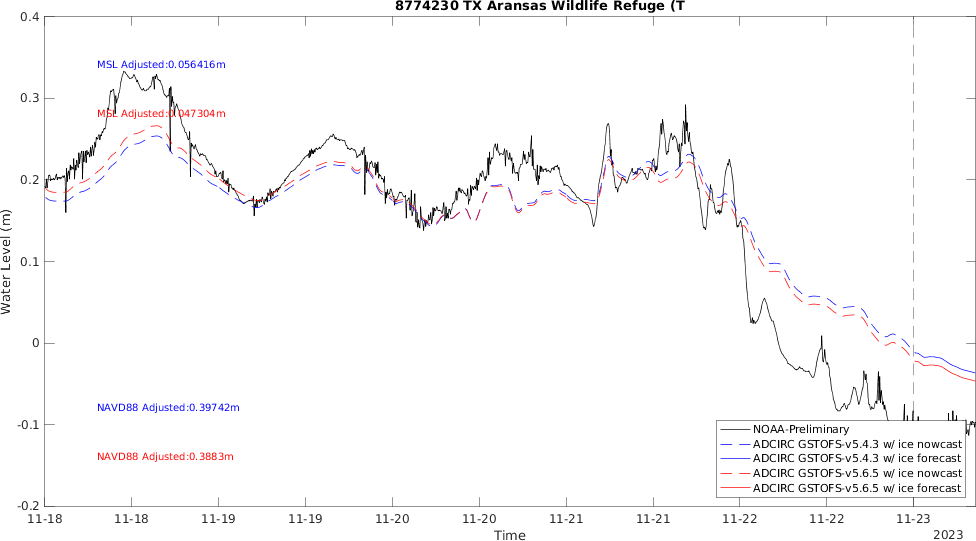 8774230 TX Aransas Wildlife Refuge (T
0.4
0.3
0.2
0.1
0
-0.1
-0.2
Water Level (m)
MSL Adjusted:0.056416m
MSL Adjusted:0.047304m
NAVD88 Adjusted:0.39742m
NAVD88 Adjusted:0.3883m
NOAA-Preliminary
ADCIRC GSTOFS-v5.4.3 w/ ice nowcast
ADCIRC GSTOFS-v5.4.3 w/ ice forecast
ADCIRC GSTOFS-v5.6.5 w/ ice nowcast
ADCIRC GSTOFS-v5.6.5 w/ ice forecast
11-18 11-18 11-19 11-19 11-20 11-20 11-21 11-21 11-22 11-22 11-23
Time
2023